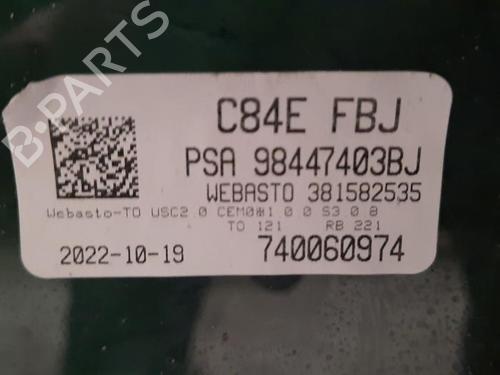 C84E FBJ
PSA 98447403BJ
WEBASTO 381582535
Webasto-TO USC2 0 CEM0*1 0 0 S3 0 8
TO 121 RB 221
2022-10-19 740060974
B-PARTS